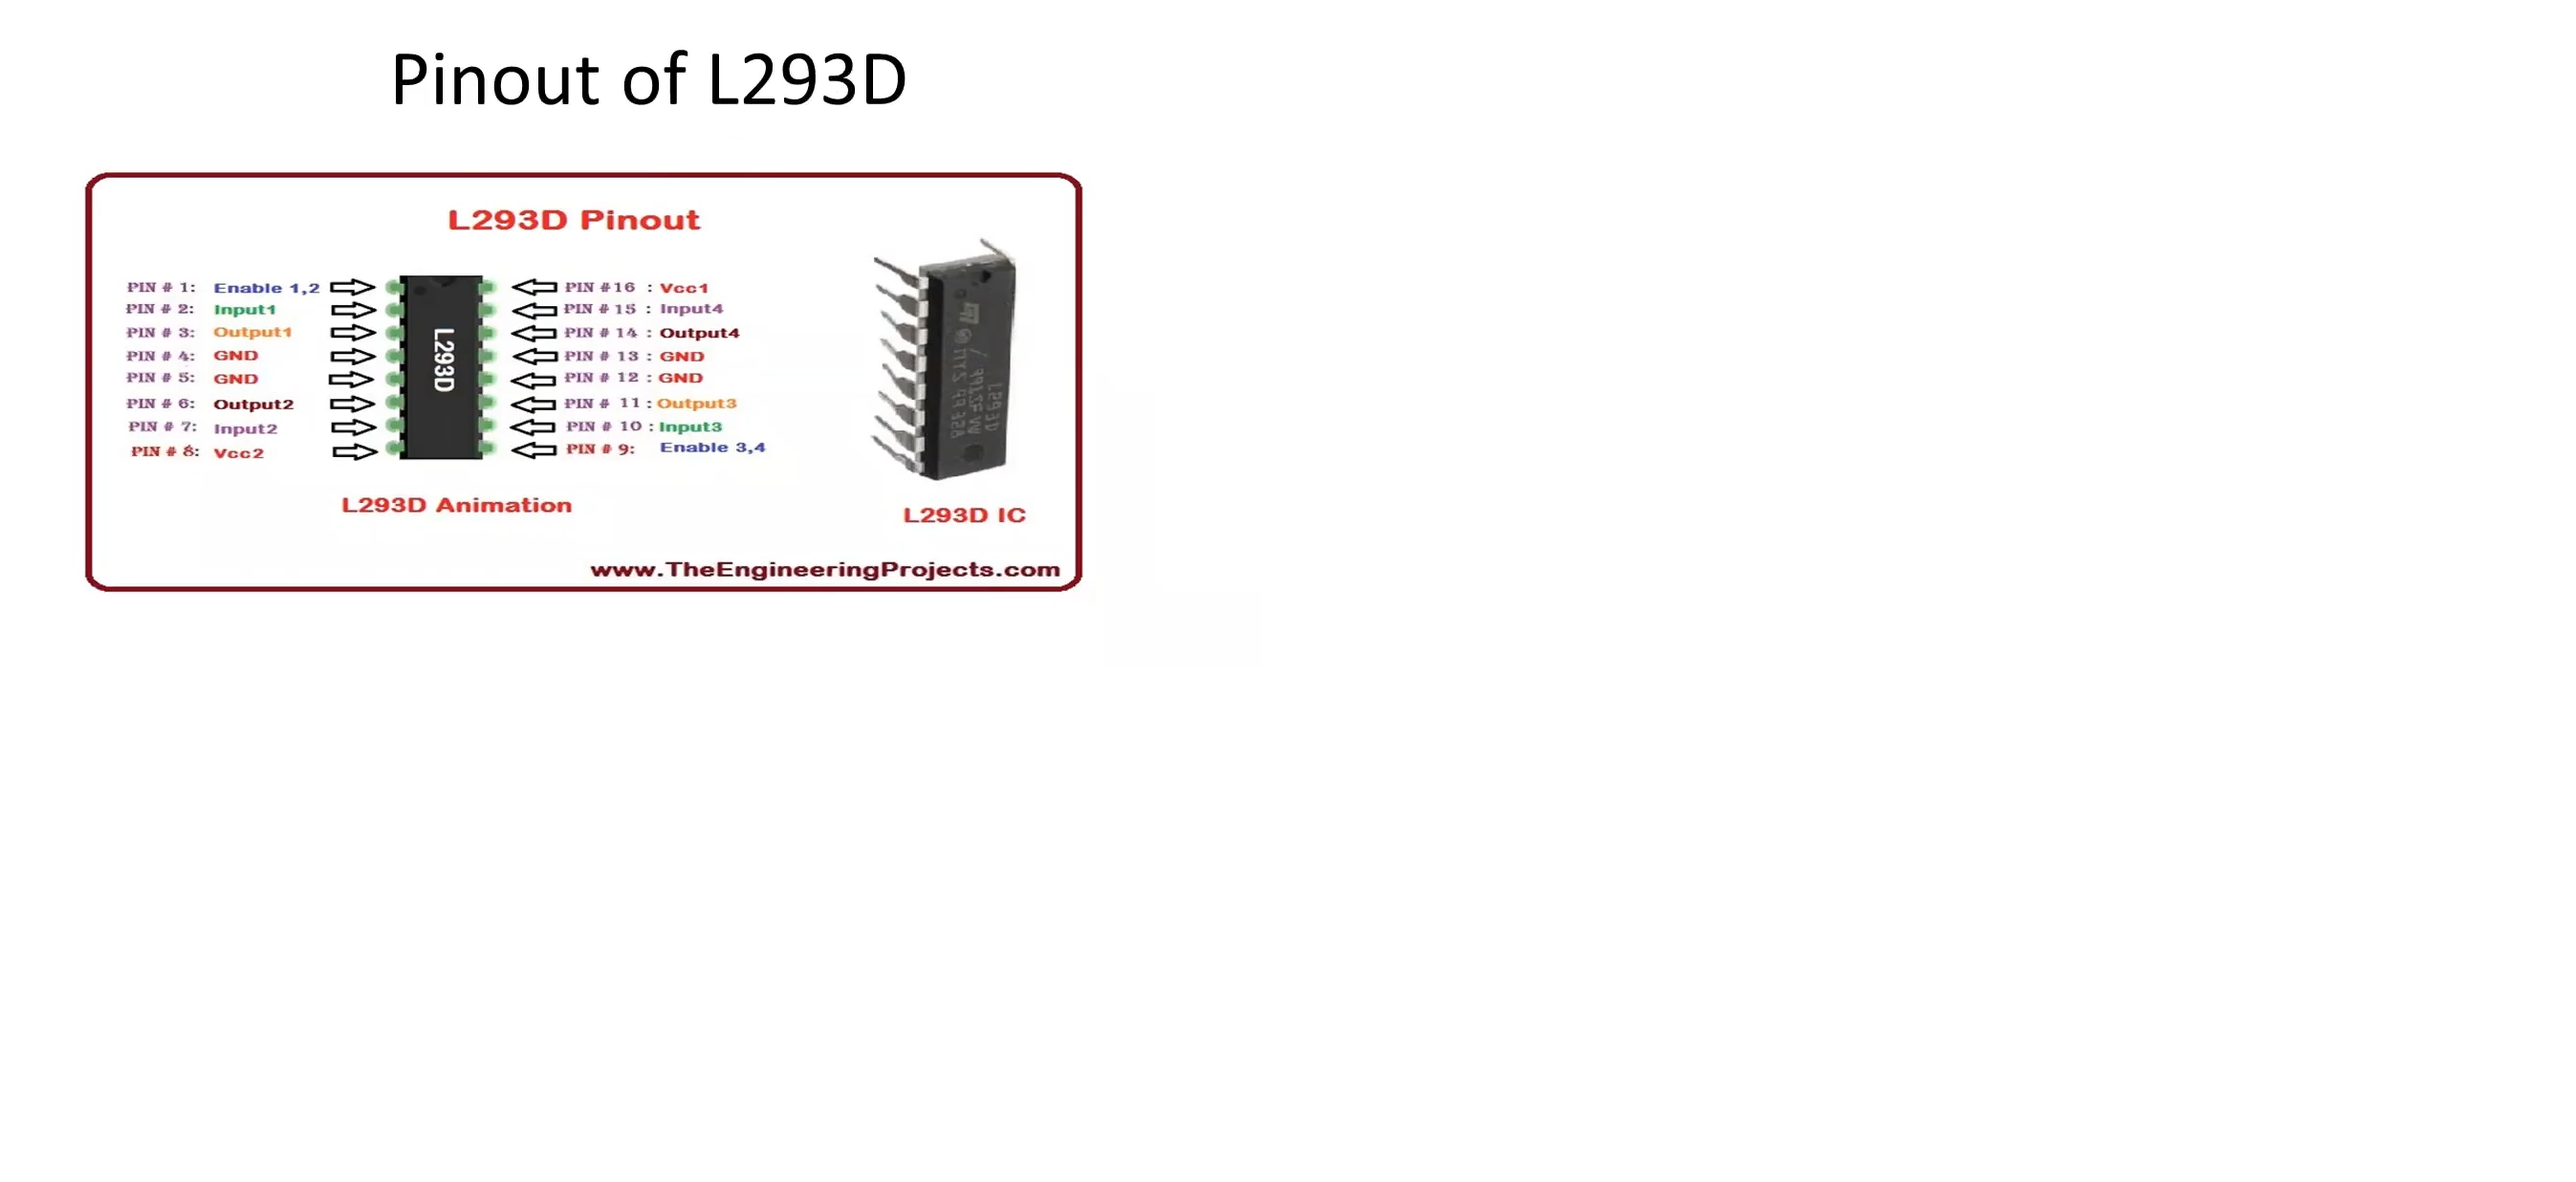 Pinout of L293D
L293D Pinout
PIN # 1: Enable 1,2
PIN # 2: Input1
PIN # 3: Output1
PIN # 4: GND
PIN # 5: GND
PIN # 6: Output2
PIN # 7: Input2
PIN # 8: Vcc2
L293D
PIN #16 : Vcc1
PIN # 15 : Input4
PIN # 14 : Output4
PIN # 13 : GND
PIN # 12 : GND
PIN # 11 : Output3
PIN # 10 : Input3
PIN # 9: Enable 3,4
L293D Animation
L293D
L293D IC
www.TheEngineeringProjects.com